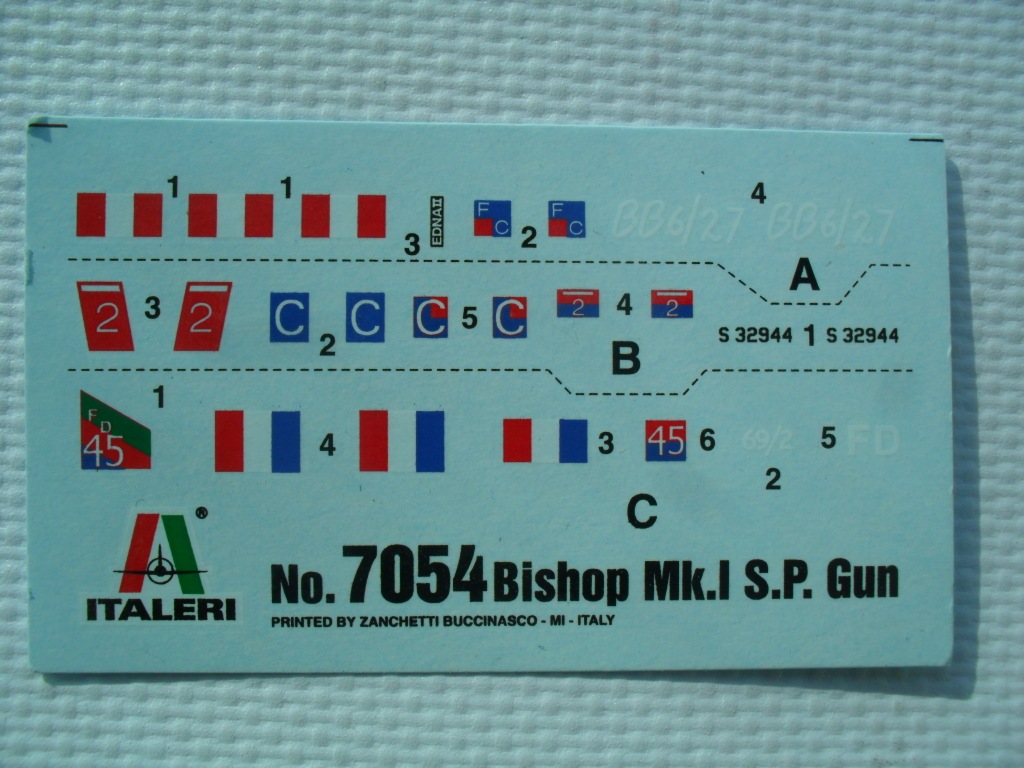 1 1 4
3 EDNA II F C 2 F C BB6/27 BB6/27
A
2 3 2 C 2 C C 5 C 2 4 2
S 32944 1 S 32944
B
1
F D 45 4 3 45 6 69/2 5 FD
2
C
ITALERI ®
No. 7054 Bishop Mk.I S.P. Gun
PRINTED BY ZANCHETTI BUCCINASCO - MI - ITALY